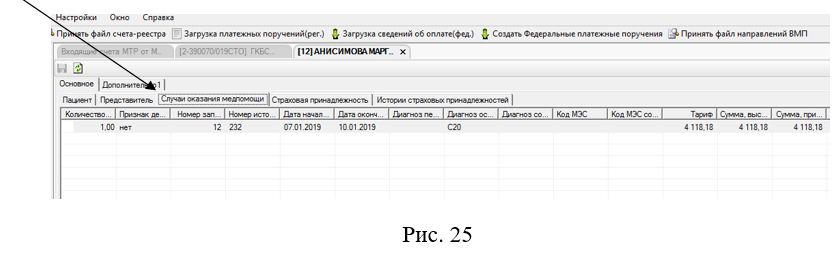 Настройки Окно Справка
Принять файл счета-реестра Загрузка платежных поручений(рег.) Загрузка сведений об оплате(фед.) Создать Федеральные платежные поручения Принять файл направлений ВМП
Входящие счета МТР от М... [2-390070/019СТО] ГКБС... [12] АНИСИМОВА МАРГ... ×
Основное Дополнительно1
Пациент Представитель Случаи оказания медпомощи Страховая принадлежность Истории страховых принадлежностей
Количество... Признак де... Номер зап... Номер исто... Дата начал... Дата оконч... Диагноз пе... Диагноз ос... Диагноз со... Код МЭС Код МЭС со... Тариф Сумма, выс... Сумма, при...
1,00 нет 12 232 07.01.2019 10.01.2019 C20 4 118,18 4 118,18 4 118,18
Рис. 25